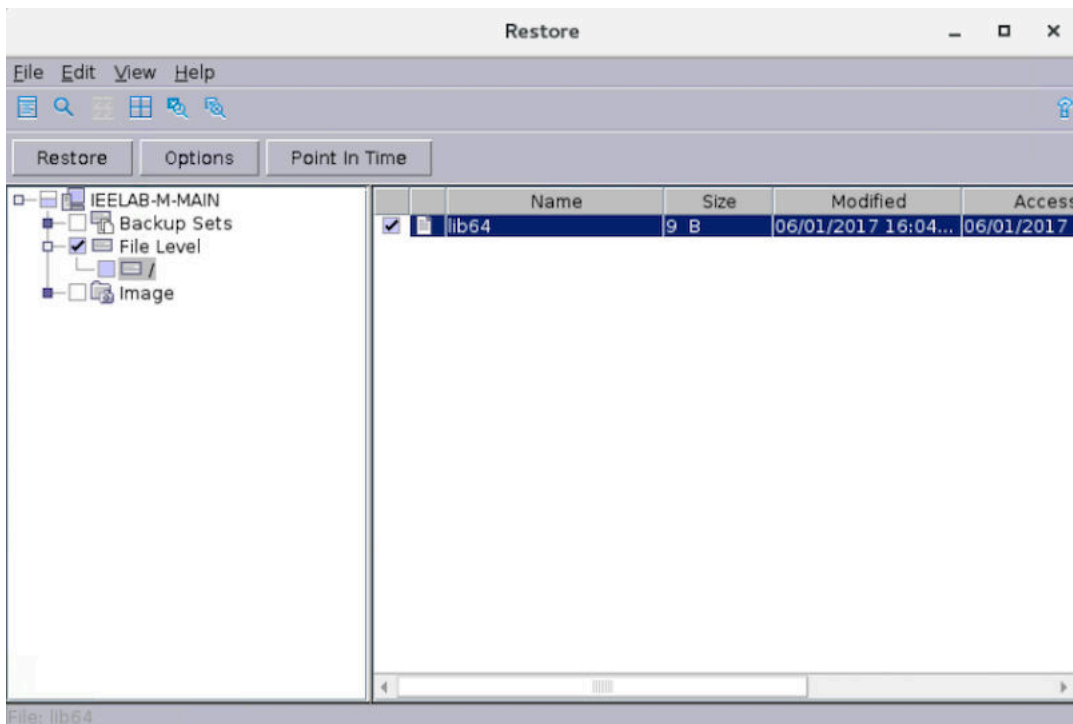 Restore
File Edit View Help
Restore Options Point In Time
IEELAB-M-MAIN
Backup Sets
File Level
/
Image
Name Size Modified Access
lib64 9 B 06/01/2017 16:04... 06/01/2017
File: lib64